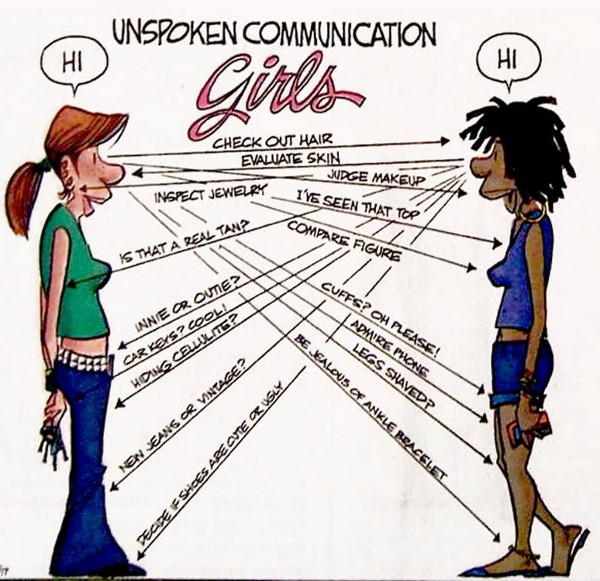 UNSPOKEN COMMUNICATION
Girls
HI
HI
CHECK OUT HAIR
EVALUATE SKIN
JUDGE MAKEUP
INSPECT JEWELRY
I'VE SEEN THAT TOP
IS THAT A REAL TAN?
COMPARE FIGURE
INNIE OR OUTIE?
CUFFS? OH PLEASE!
CAR KEYS? COOL!
ADMIRE PHONE
HIDING CELLULITE?
LEGS SHAVED?
NEW JEANS OR VINTAGE?
BE JEALOUS OF ANKLE BRACELET
DECIDE IF SHOES ARE CUTE OR UGLY